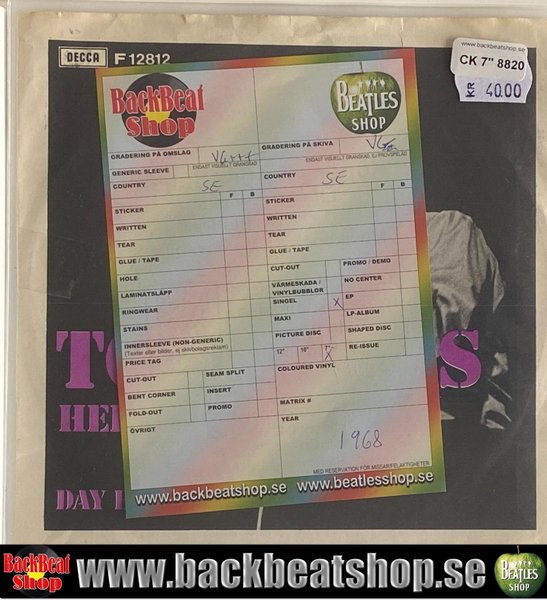 DECCA F 12812
www.backbeatshop.se
CK 7" 8820
KR 40.00
BackBeat Shop
BEATLES SHOP
GRADERING PÅ OMSLAG VG+++
GRADERING PÅ SKIVA VG
ENDAST VISUELLT GRANSKAD
ENDAST VISUELLT GRANSKAD, EJ PROVSPELAD
GENERIC SLEEVE
COUNTRY SE
COUNTRY SE
F B
F B
STICKER
STICKER
WRITTEN
WRITTEN
TEAR
TEAR
GLUE / TAPE
GLUE / TAPE
HOLE
CUT-OUT
PROMO / DEMO
LAMINATSLÄPP
VÄRMESKADA / VINYLBUBBLOR
NO CENTER
RINGWEAR
SINGEL X
EP
STAINS
MAXI
LP-ALBUM
INNERSLEEVE (NON-GENERIC)
(Texter eller bilder, ej skivbolagsreklam)
PICTURE DISC
SHAPED DISC
12" 10" 7" X
RE-ISSUE
PRICE TAG
CUT-OUT
SEAM SPLIT
COLOURED VINYL
BENT CORNER
INSERT
FOLD-OUT
PROMO
MATRIX #
ÖVRIGT
YEAR
1968
MED RESERVATION FÖR MISSAR/FELAKTIGHETER
www.backbeatshop.se www.beatlesshop.se
TO S
HE
DAY
BackBeat Shop www.backbeatshop.se BEATLES SHOP